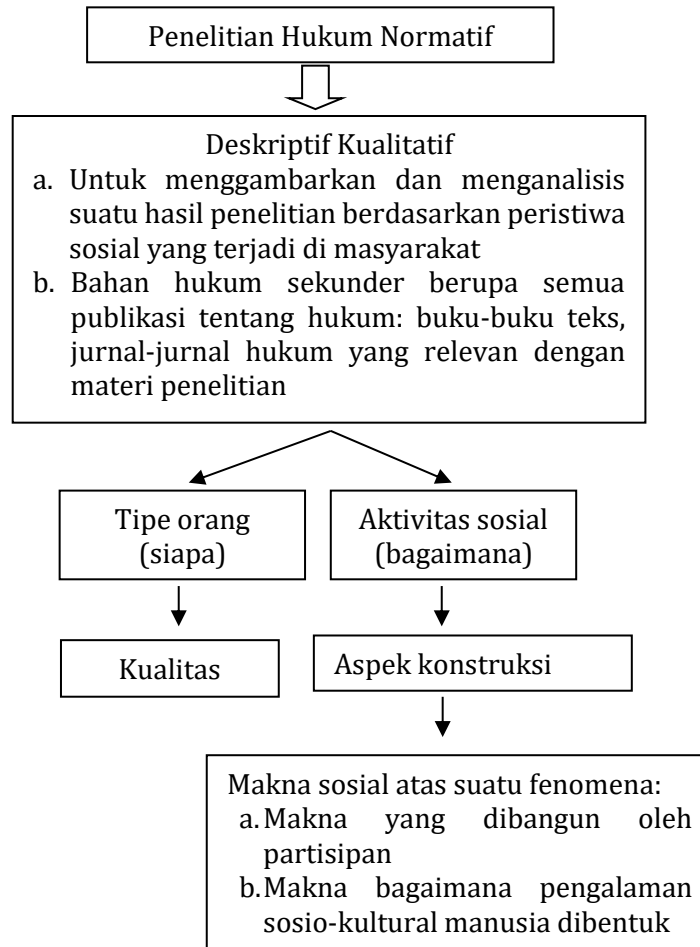 Penelitian Hukum Normatif
Deskriptif Kualitatif
a. Untuk menggambarkan dan menganalisis
suatu hasil penelitian berdasarkan peristiwa
sosial yang terjadi di masyarakat
b. Bahan hukum sekunder berupa semua
publikasi tentang hukum: buku-buku teks,
jurnal-jurnal hukum yang relevan dengan
materi penelitian
Tipe orang
(siapa)
Aktivitas sosial
(bagaimana)
Kualitas
Aspek konstruksi
Makna sosial atas suatu fenomena:
a. Makna yang dibangun oleh
partisipan
b. Makna bagaimana pengalaman
sosio-kultural manusia dibentuk